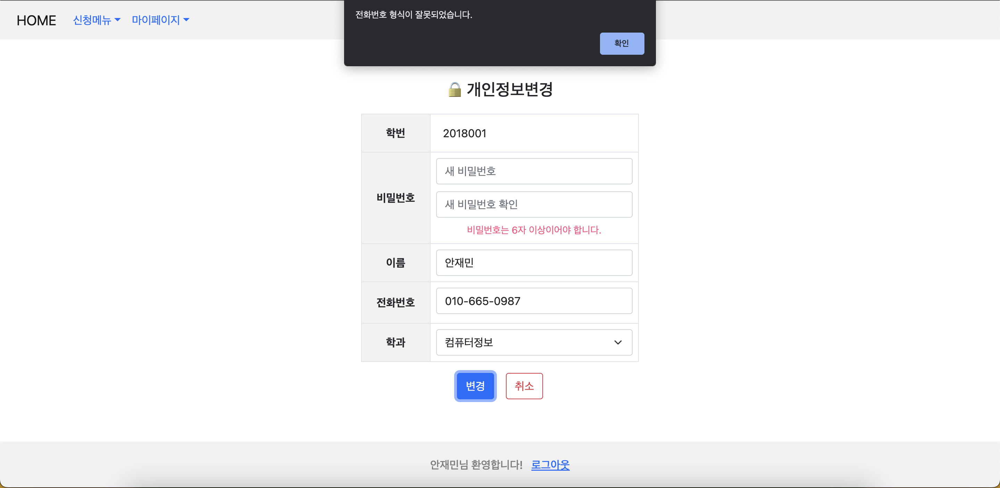 HOME 신청메뉴 마이페이지
전화번호 형식이 잘못되었습니다.
확인
개인정보변경
학번 2018001
비밀번호
새 비밀번호
새 비밀번호 확인
비밀번호는 6자 이상이어야 합니다.
이름 안재민
전화번호 010-665-0987
학과 컴퓨터정보
변경 취소
안재민님 환영합니다! 로그아웃